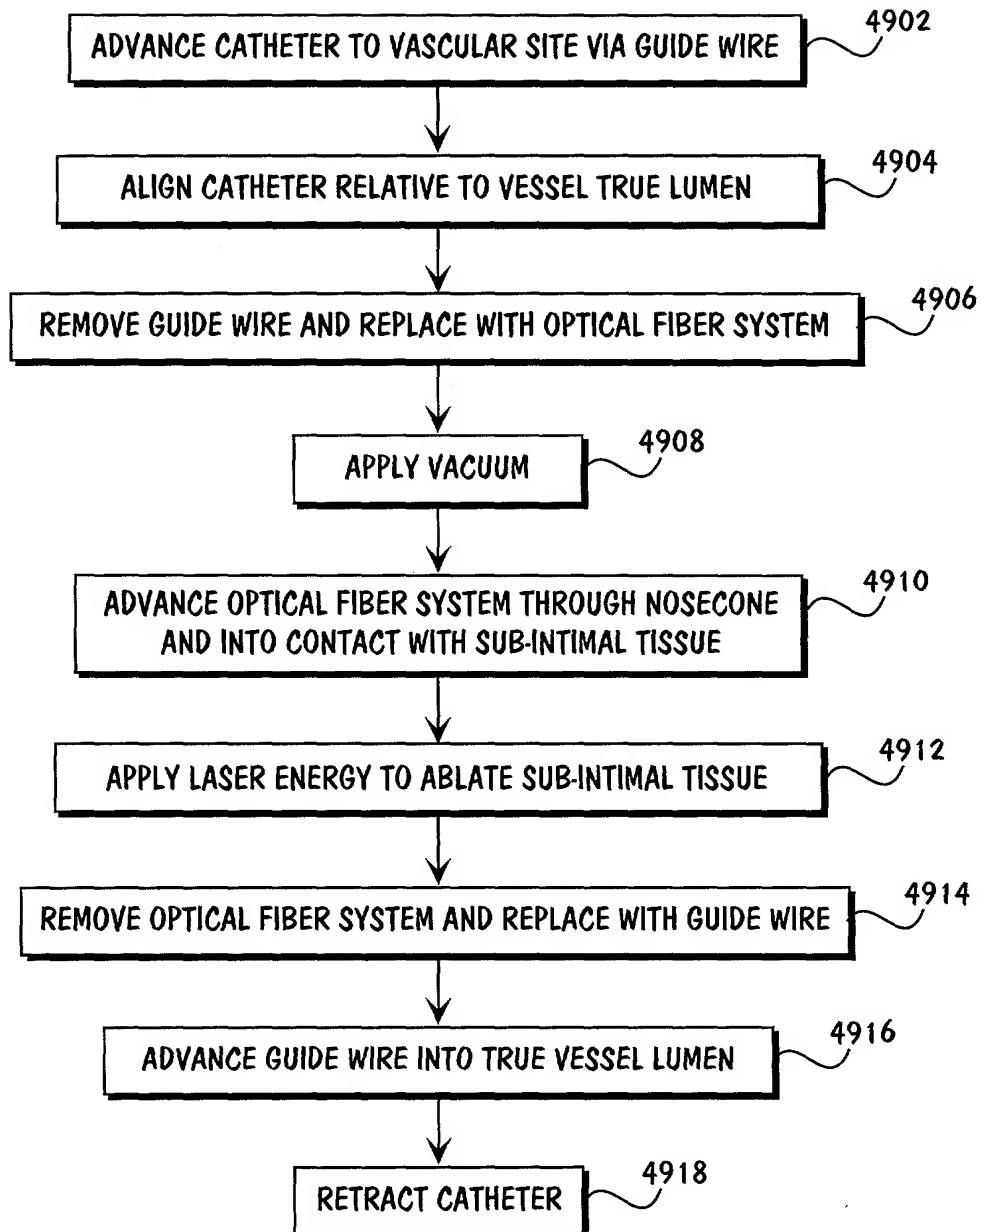 4902
ADVANCE CATHETER TO VASCULAR SITE VIA GUIDE WIRE
4904
ALIGN CATHETER RELATIVE TO VESSEL TRUE LUMEN
4906
REMOVE GUIDE WIRE AND REPLACE WITH OPTICAL FIBER SYSTEM
4908
APPLY VACUUM
4910
ADVANCE OPTICAL FIBER SYSTEM THROUGH NOSECONE
AND INTO CONTACT WITH SUB-INTIMAL TISSUE
4912
APPLY LASER ENERGY TO ABLATE SUB-INTIMAL TISSUE
4914
REMOVE OPTICAL FIBER SYSTEM AND REPLACE WITH GUIDE WIRE
4916
ADVANCE GUIDE WIRE INTO TRUE VESSEL LUMEN
4918
RETRACT CATHETER